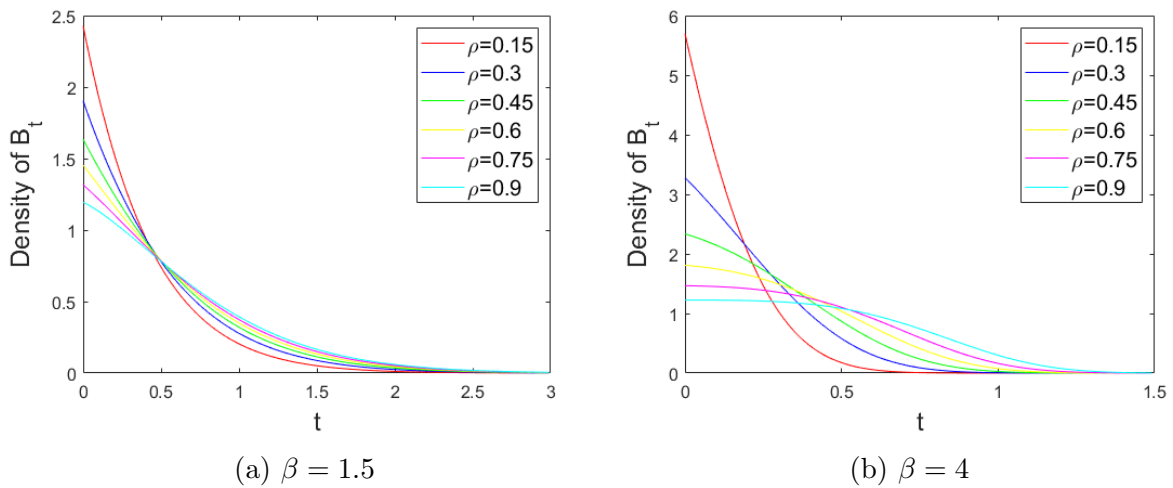 Density of B_t
2.5
2
1.5
1
0.5
0
0 0.5 1 1.5 2 2.5 3
t
ρ=0.15
ρ=0.3
ρ=0.45
ρ=0.6
ρ=0.75
ρ=0.9
(a) β = 1.5
Density of B_t
6
5
4
3
2
1
0
0 0.5 1 1.5
t
ρ=0.15
ρ=0.3
ρ=0.45
ρ=0.6
ρ=0.75
ρ=0.9
(b) β = 4